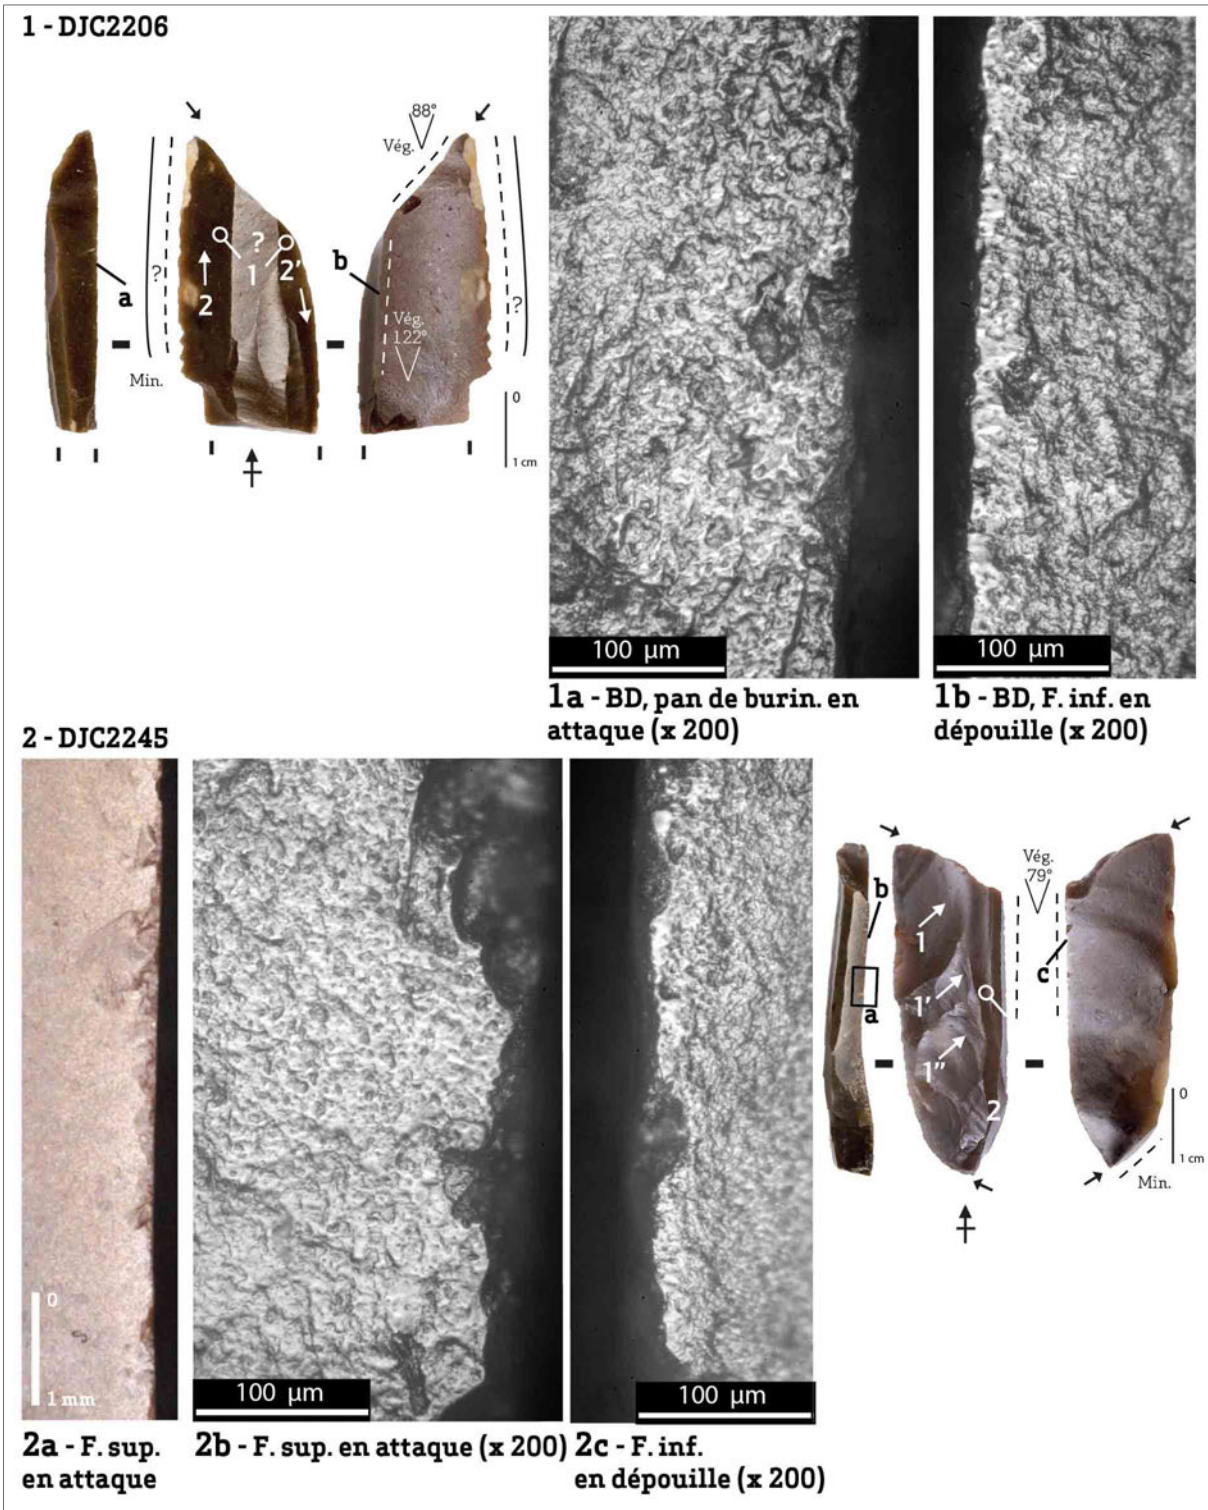 1 - DJC2206
88°
Vég.
?
1
2
2'
?
a
b
Vég.
122°
?
Min.
0
1 cm
100 µm
100 µm
1a - BD, pan de burin. en
attaque (x 200)
1b - BD, F. inf. en
dépouille (x 200)
2 - DJC2245
Vég.
79°
b
a
1
1'
1"
2
c
0
1 cm
Min.
0
1 mm
100 µm
100 µm
2a - F. sup.
en attaque
2b - F. sup. en attaque (x 200)
2c - F. inf.
en dépouille (x 200)